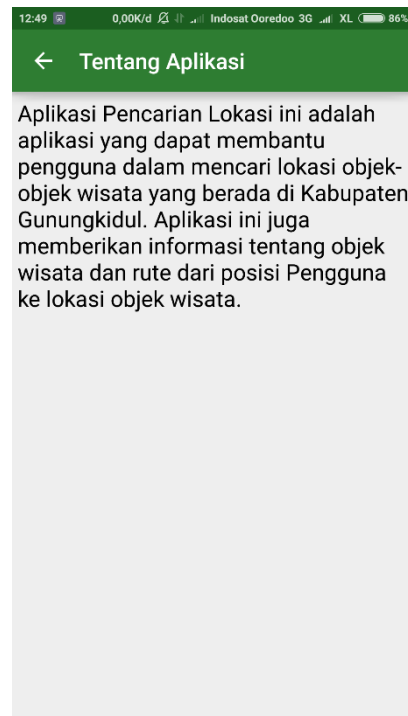 12:49 0,00K/d Indosat Ooredoo 3G XL 86%
Tentang Aplikasi
Aplikasi Pencarian Lokasi ini adalah
aplikasi yang dapat membantu
pengguna dalam mencari lokasi objek-
objek wisata yang berada di Kabupaten
Gunungkidul. Aplikasi ini juga
memberikan informasi tentang objek
wisata dan rute dari posisi Pengguna
ke lokasi objek wisata.